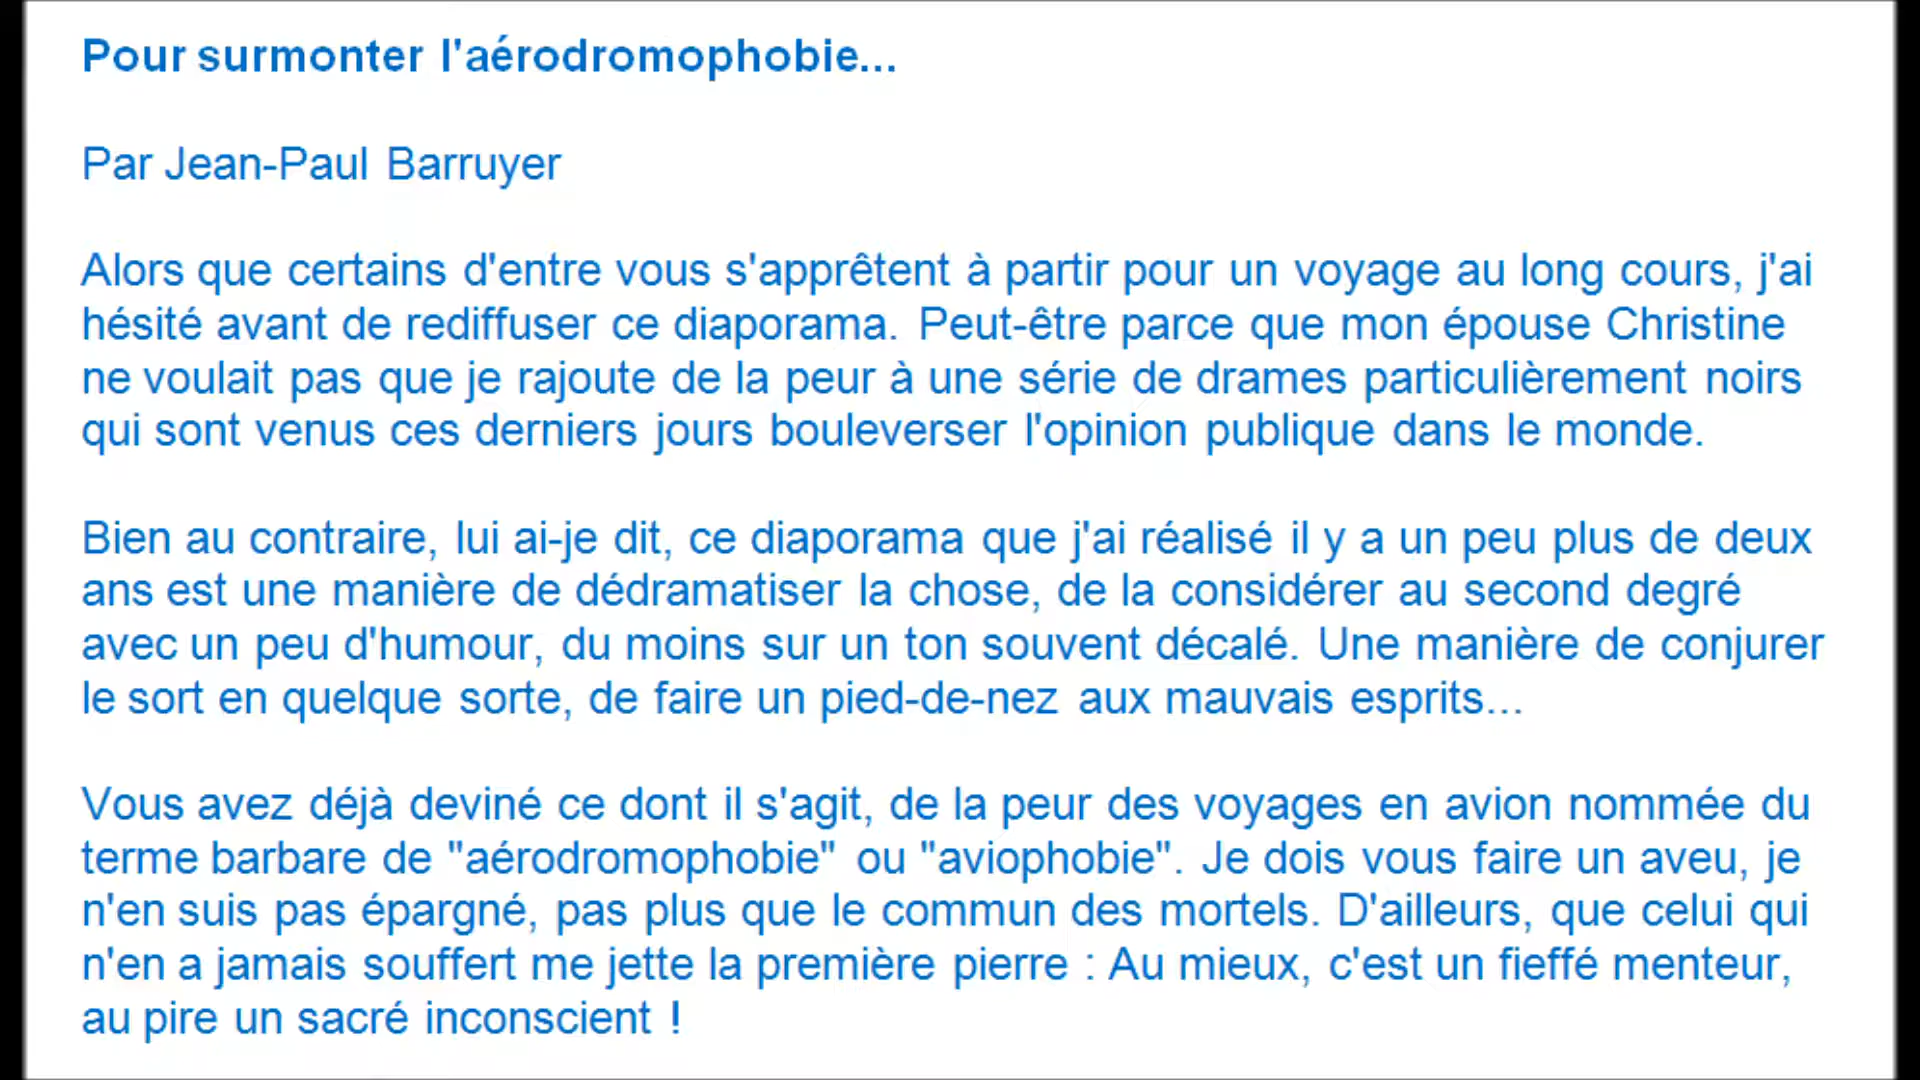 Pour surmonter l'aérodromophobie...
Par Jean-Paul Barruyer
Alors que certains d'entre vous s'apprêtent à partir pour un voyage au long cours, j'ai
hésité avant de rediffuser ce diaporama. Peut-être parce que mon épouse Christine
ne voulait pas que je rajoute de la peur à une série de drames particulièrement noirs
qui sont venus ces derniers jours bouleverser l'opinion publique dans le monde.
Bien au contraire, lui ai-je dit, ce diaporama que j'ai réalisé il y a un peu plus de deux
ans est une manière de dédramatiser la chose, de la considérer au second degré
avec un peu d'humour, du moins sur un ton souvent décalé. Une manière de conjurer
le sort en quelque sorte, de faire un pied-de-nez aux mauvais esprits...
Vous avez déjà deviné ce dont il s'agit, de la peur des voyages en avion nommée du
terme barbare de "aérodromophobie" ou "aviophobie". Je dois vous faire un aveu, je
n'en suis pas épargné, pas plus que le commun des mortels. D'ailleurs, que celui qui
n'en a jamais souffert me jette la première pierre : Au mieux, c'est un fieffé menteur,
au pire un sacré inconscient !